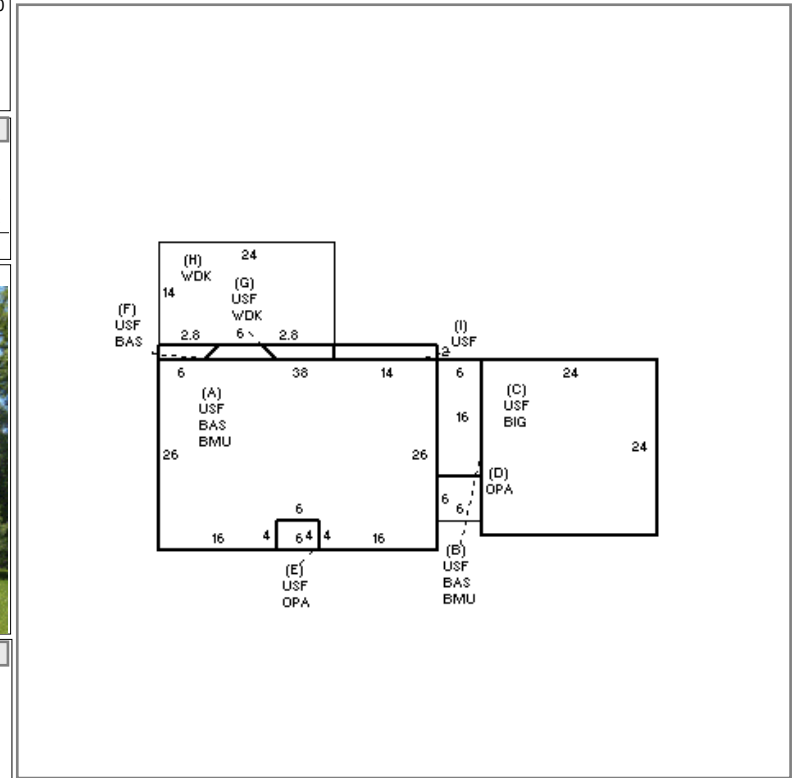 24
(H)
WDK
14
(G)
USF
WDK
(F)
USF
BAS
2.8
6
2.8
(I)
USF
2
6
38
14
6
24
(A)
USF
BAS
BMU
(C)
USF
BIG
16
26
26
24
(D)
OPA
6
6
6
16
4
6
4
4
16
(E)
USF
OPA
(B)
USF
BAS
BMU